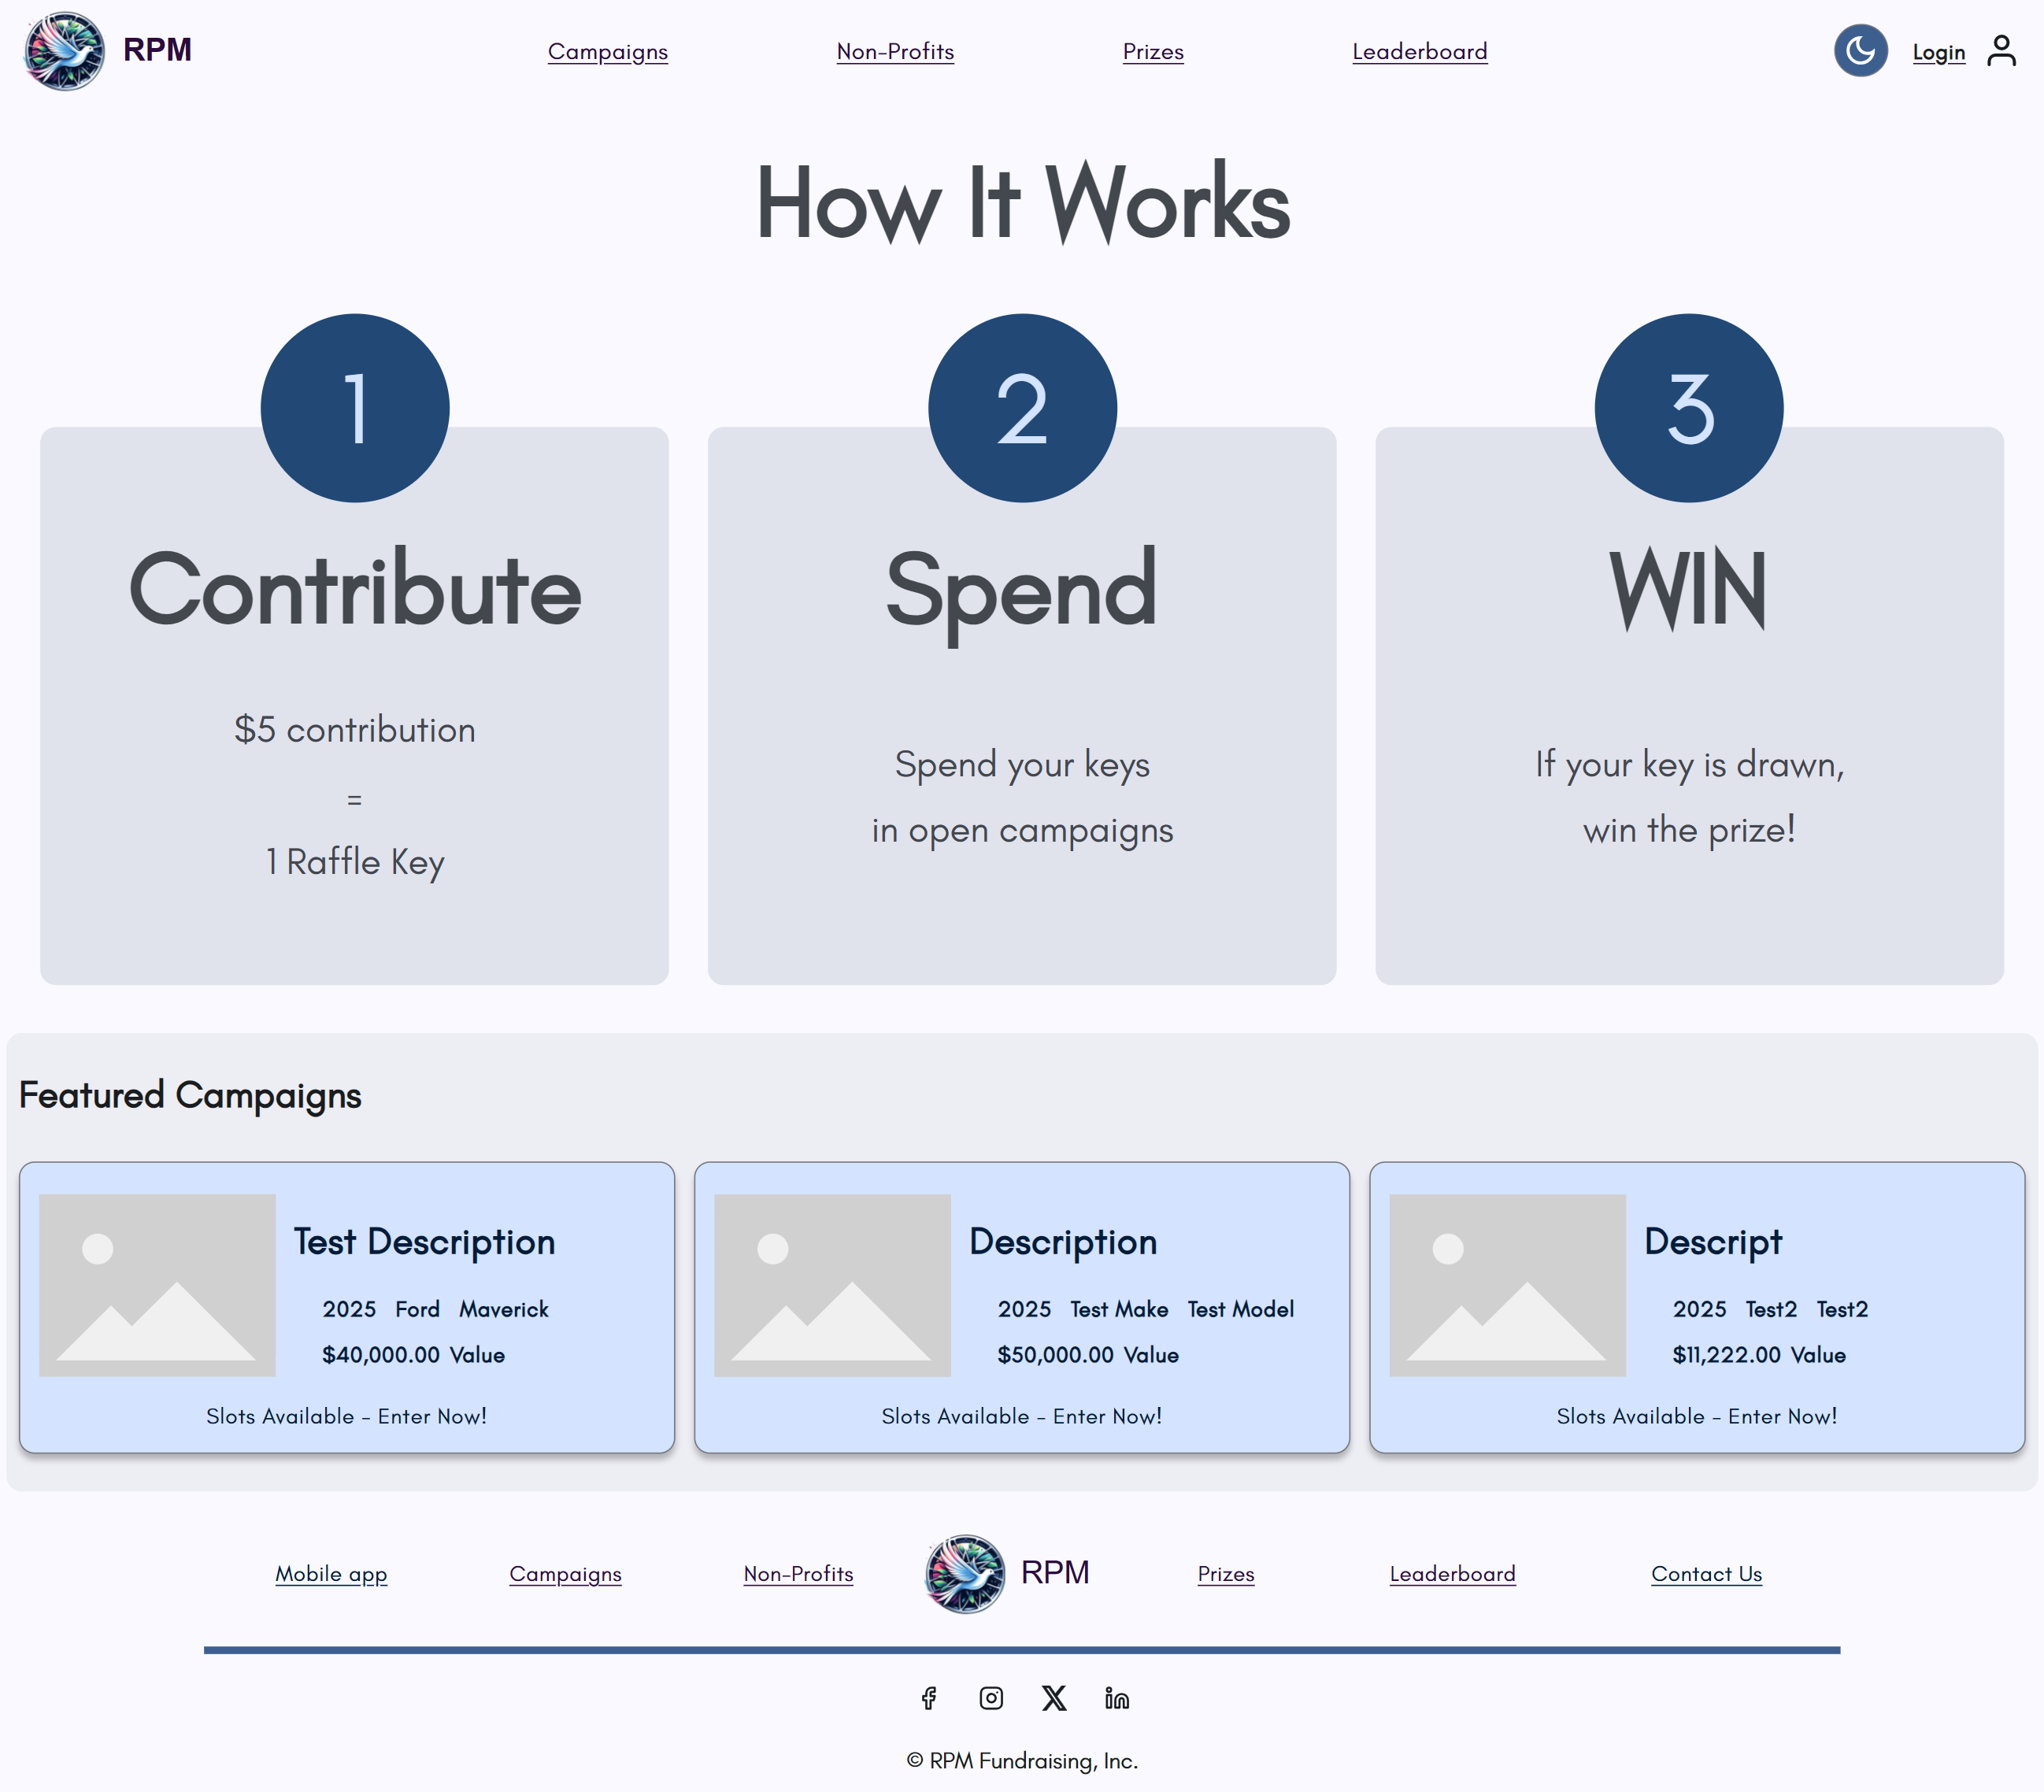 RPM
Campaigns
Non-Profits
Prizes
Leaderboard
Login
How It Works
1
Contribute
$5 contribution
=
1 Raffle Key
2
Spend
Spend your keys
in open campaigns
3
WIN
If your key is drawn,
win the prize!
Featured Campaigns
Test Description
2025 Ford Maverick
$40,000.00 Value
Slots Available - Enter Now!
Description
2025 Test Make Test Model
$50,000.00 Value
Slots Available - Enter Now!
Descript
2025 Test2 Test2
$11,222.00 Value
Slots Available - Enter Now!
Mobile app
Campaigns
Non-Profits
RPM
Prizes
Leaderboard
Contact Us
© RPM Fundraising, Inc.